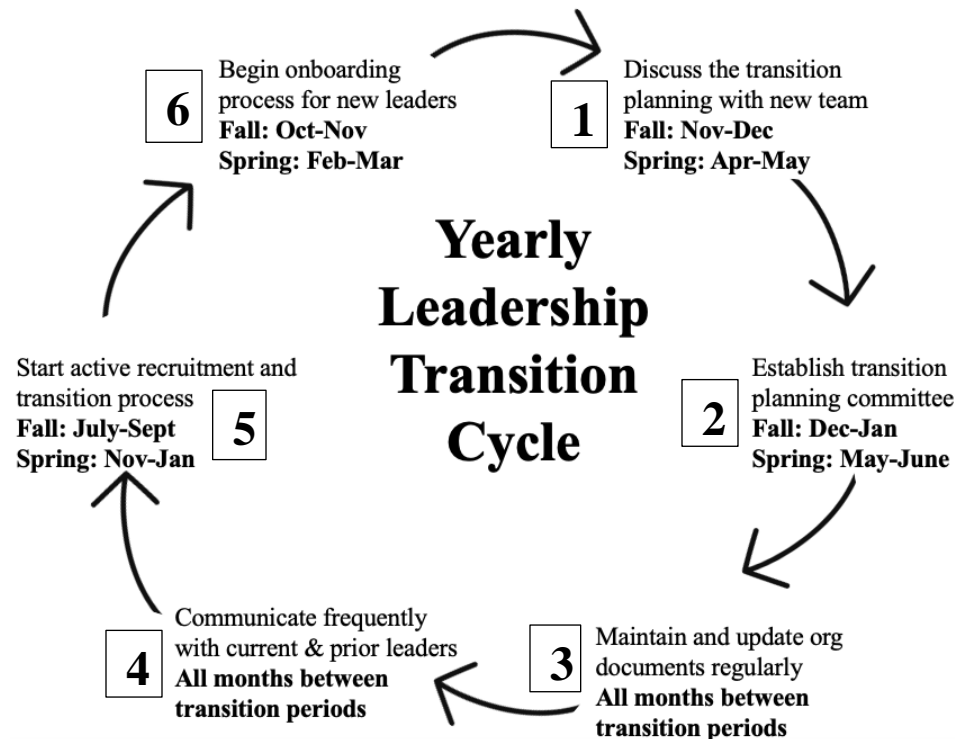 Yearly
Leadership
Transition
Cycle
1
Discuss the transition
planning with new team
Fall: Nov-Dec
Spring: Apr-May
2
Establish transition
planning committee
Fall: Dec-Jan
Spring: May-June
3
Maintain and update org
documents regularly
All months between
transition periods
4
Communicate frequently
with current & prior leaders
All months between
transition periods
5
Start active recruitment and
transition process
Fall: July-Sept
Spring: Nov-Jan
6
Begin onboarding
process for new leaders
Fall: Oct-Nov
Spring: Feb-Mar